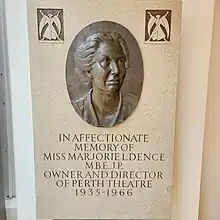 IN AFFECTIONATE
MEMORY OF
MISS MARJORIE L.DENCE
M.B.E. J.P.
OWNER AND DIRECTOR
OF PERTH THEATRE
1935-1966